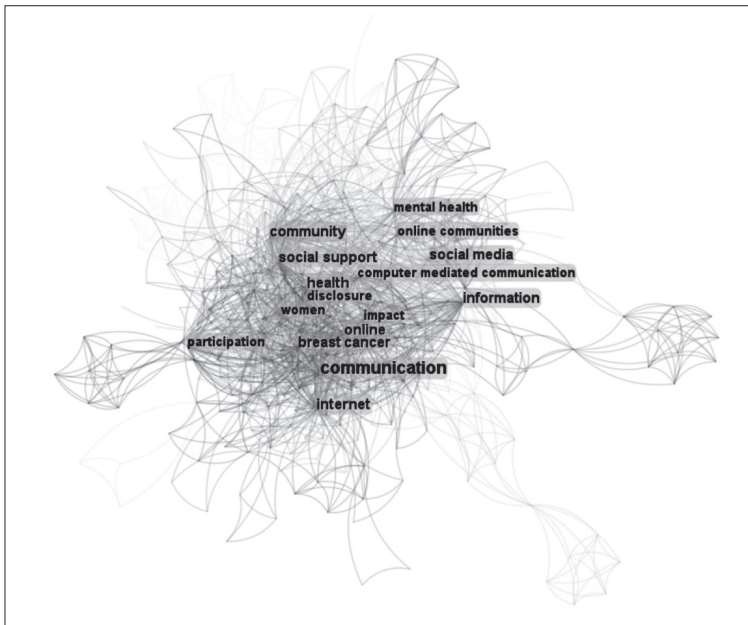 mental health
community
online communities
social media
social support
computer mediated communication
health
disclosure
information
women
impact
online
participation
breast cancer
communication
internet